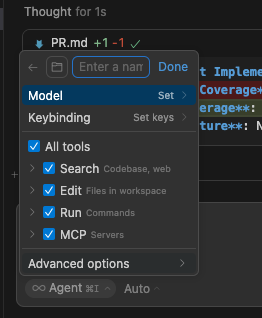 Thought for 1s
PR.md +1 -1
Enter a nam
Done
t Impleme
Model Set
Coverage*
Keybinding Set keys
erage**:
ture**: N
All tools
Search Codebase, web
Edit Files in workspace
Run Commands
MCP Servers
Advanced options
Agent ⌘I Auto